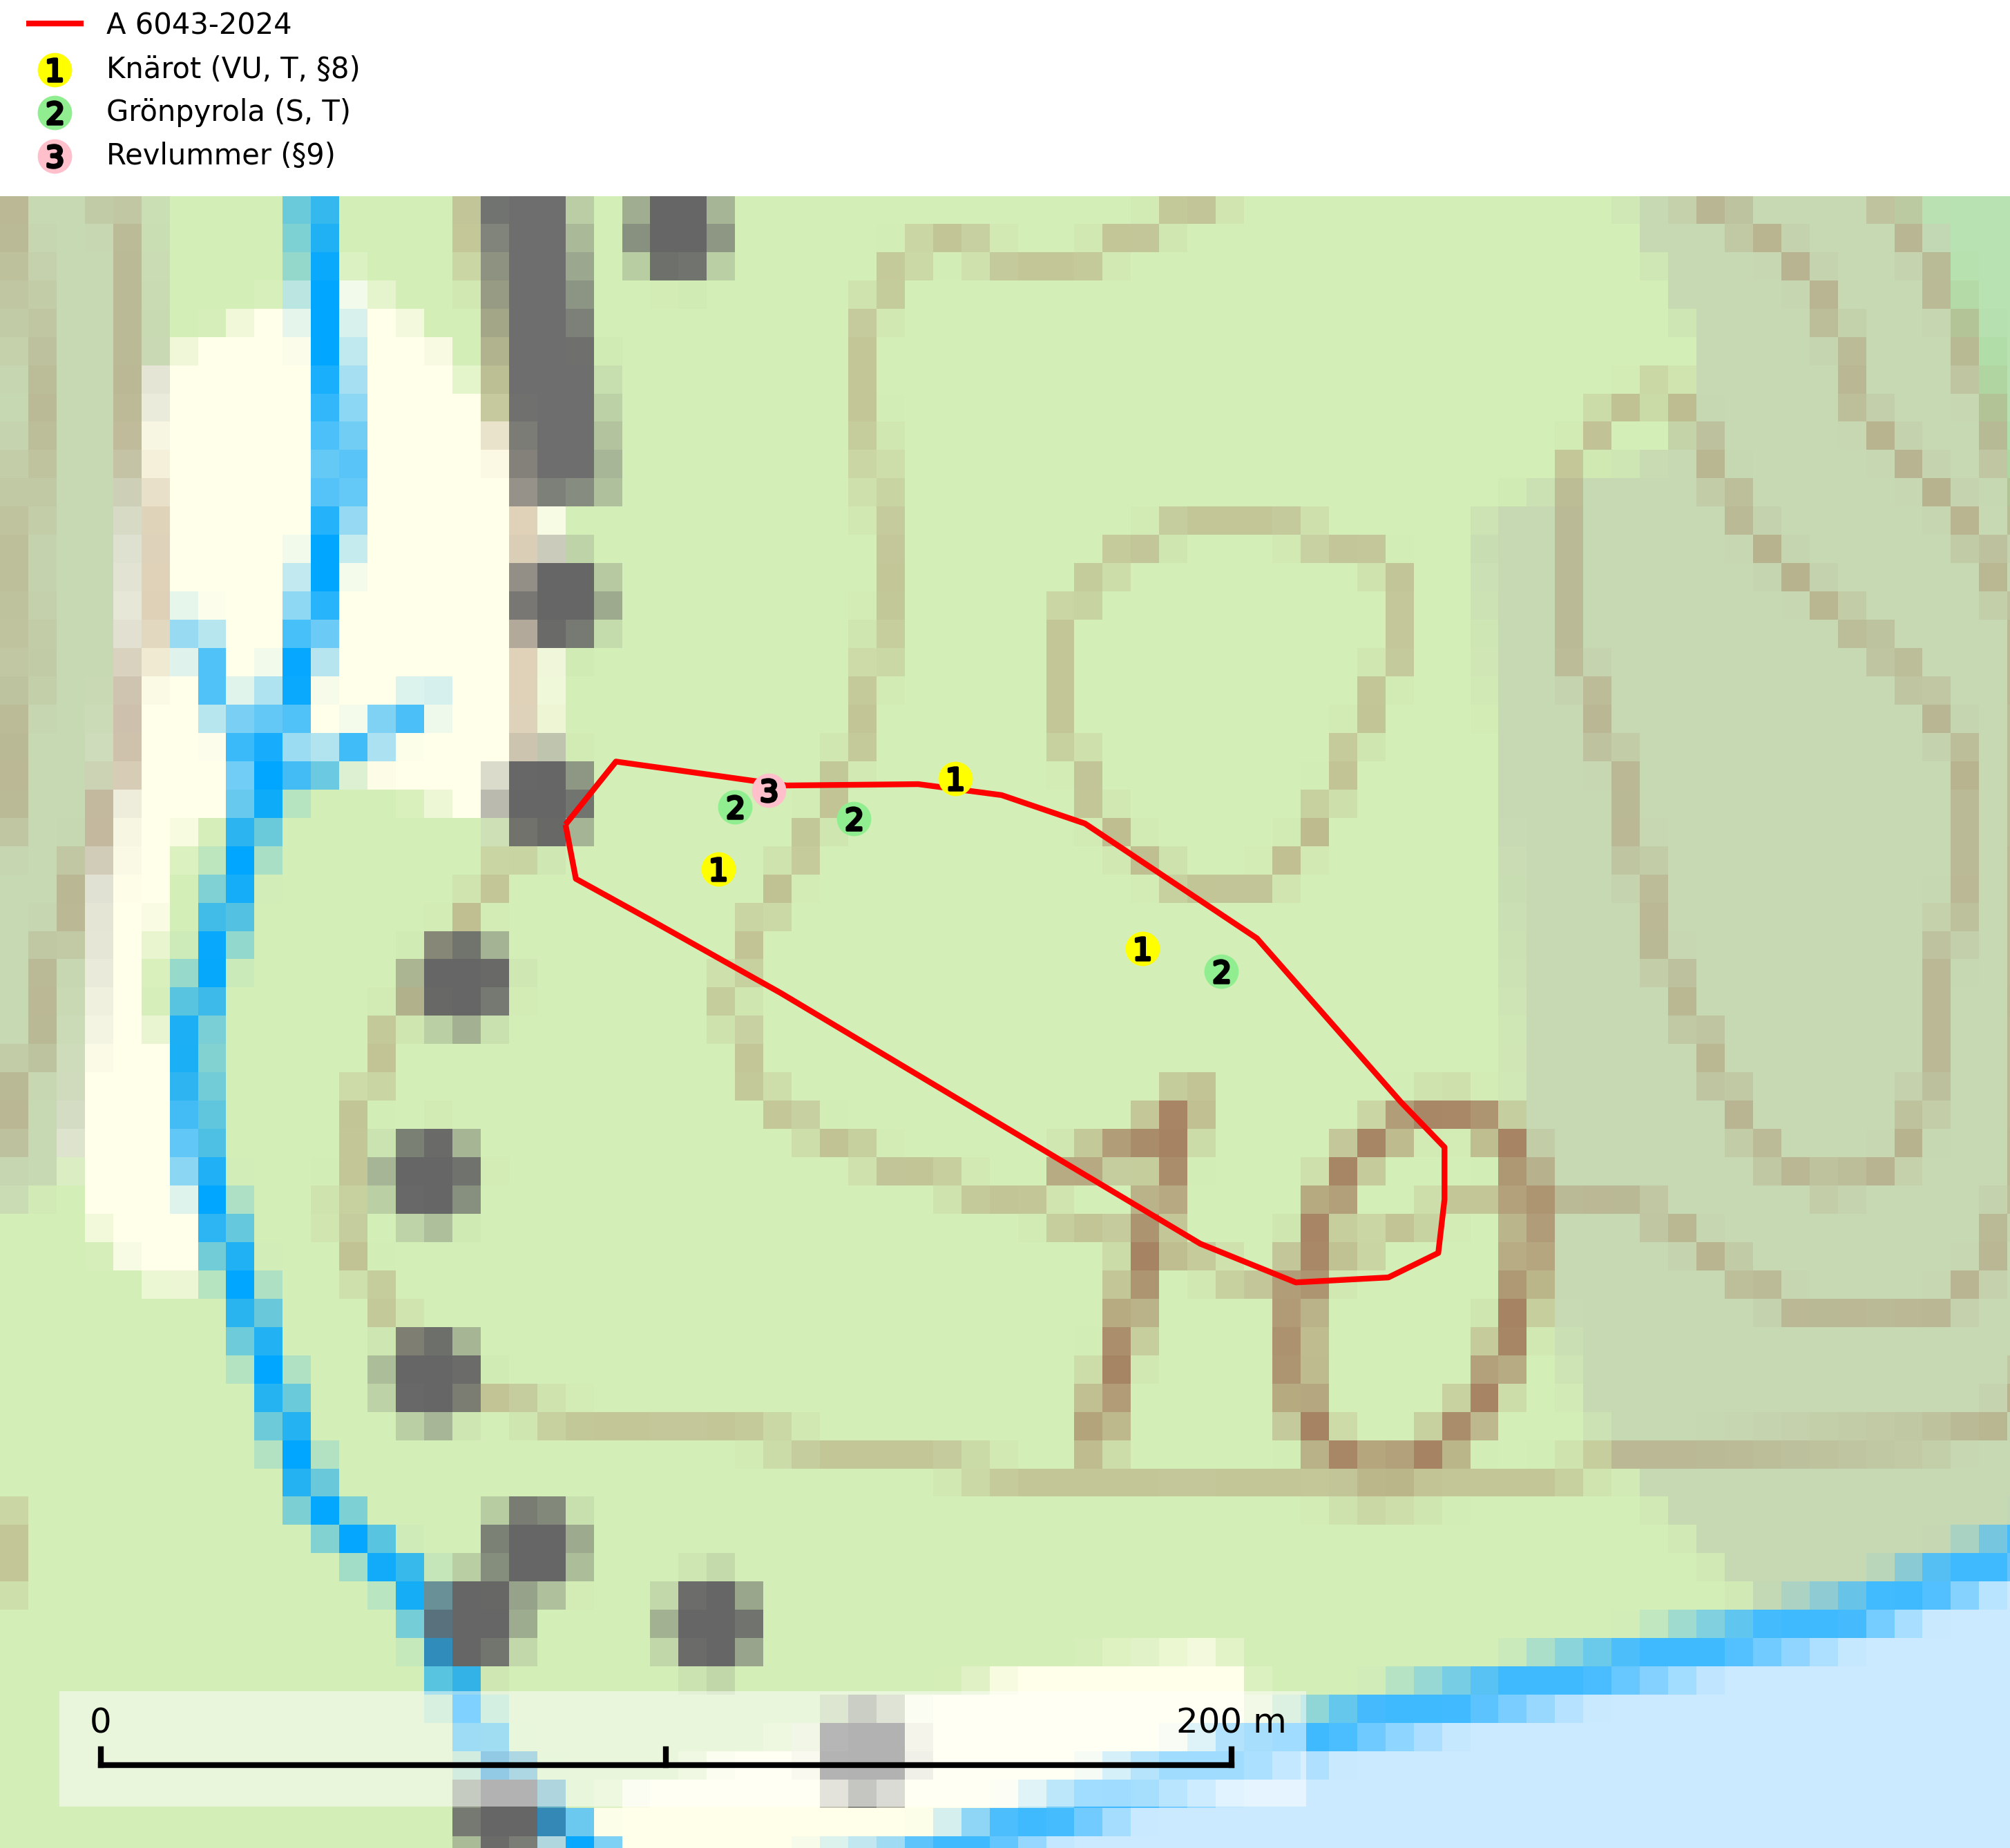 A 6043-2024
1 Knärot (VU, T, §8)
2 Grönpyrola (S, T)
3 Revlummer (§9)
1
3
2
2
1
1
2
0 200 m